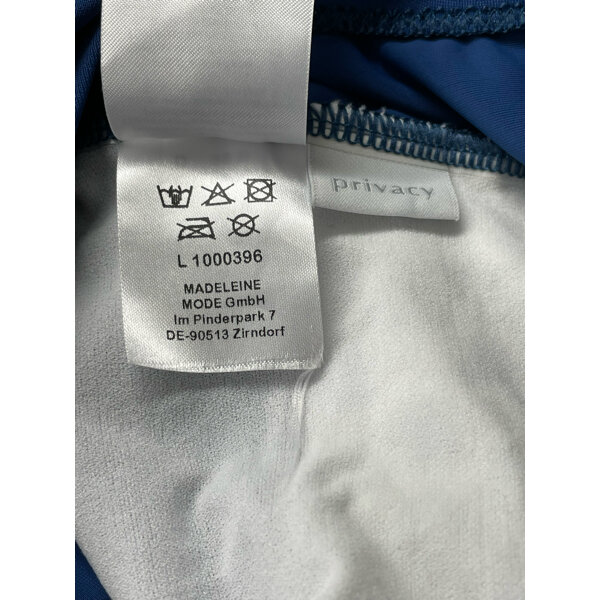 privacy
L 1000396
MADELEINE
MODE GmbH
Im Pinderpark 7
DE-90513 Zirndorf